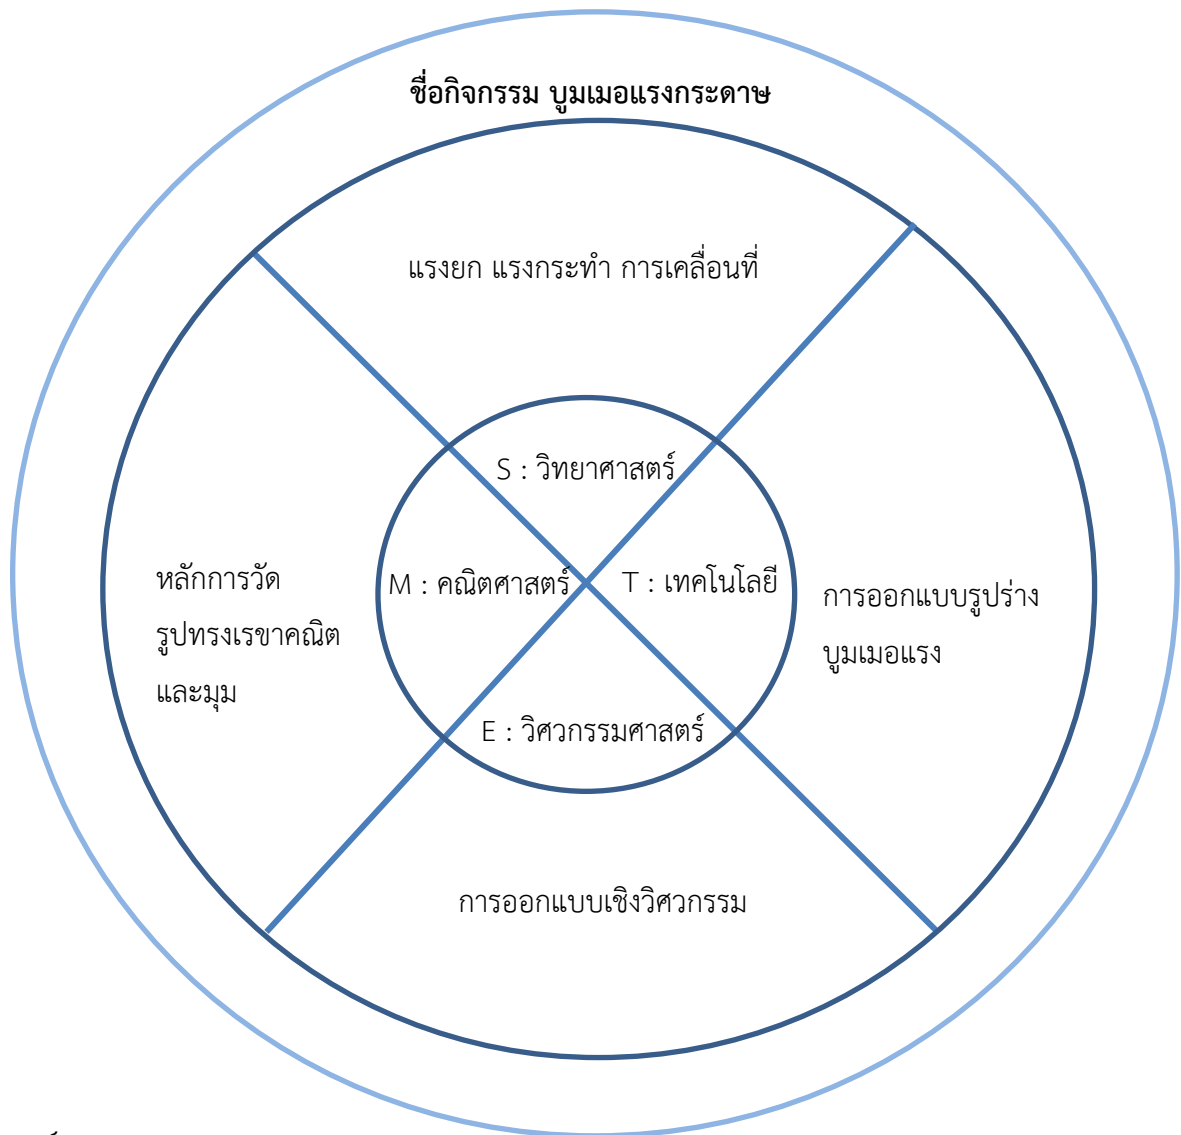 ชื่อกิจกรรม บูมเมอแรงกระดาษ
แรงยก แรงกระทำ การเคลื่อนที่
S : วิทยาศาสตร์
M : คณิตศาสตร์
T : เทคโนโลยี
E : วิศวกรรมศาสตร์
หลักการวัด
รูปทรงเรขาคณิต
และมุม
การออกแบบรูปร่าง
บูมเมอแรง
การออกแบบเชิงวิศวกรรม